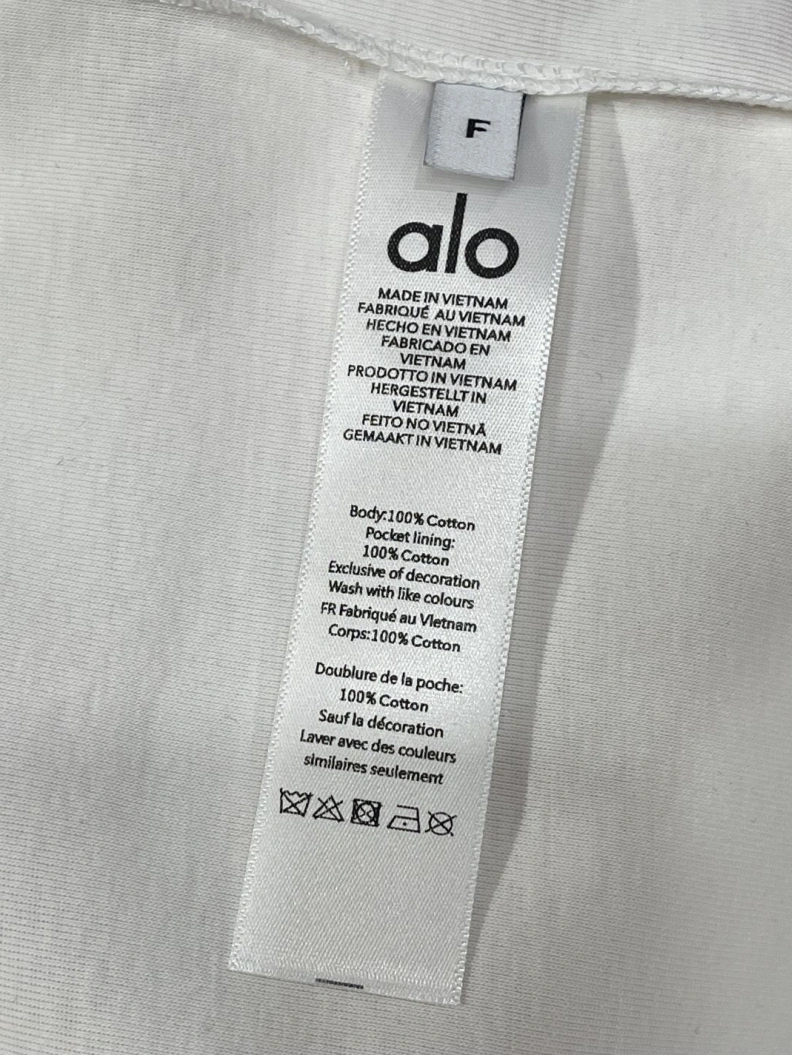 F
alo
MADE IN VIETNAM
FABRIQUÉ AU VIETNAM
HECHO EN VIETNAM
FABRICADO EN
VIETNAM
PRODOTTO IN VIETNAM
HERGESTELLT IN
VIETNAM
FEITO NO VIETNÃ
GEMAAKT IN VIETNAM
Body:100% Cotton
Pocket lining:
100% Cotton
Exclusive of decoration
Wash with like colours
FR Fabriqué au Vietnam
Corps:100% Cotton
Doublure de la poche:
100% Cotton
Sauf la décoration
Laver avec des couleurs
similaires seulement